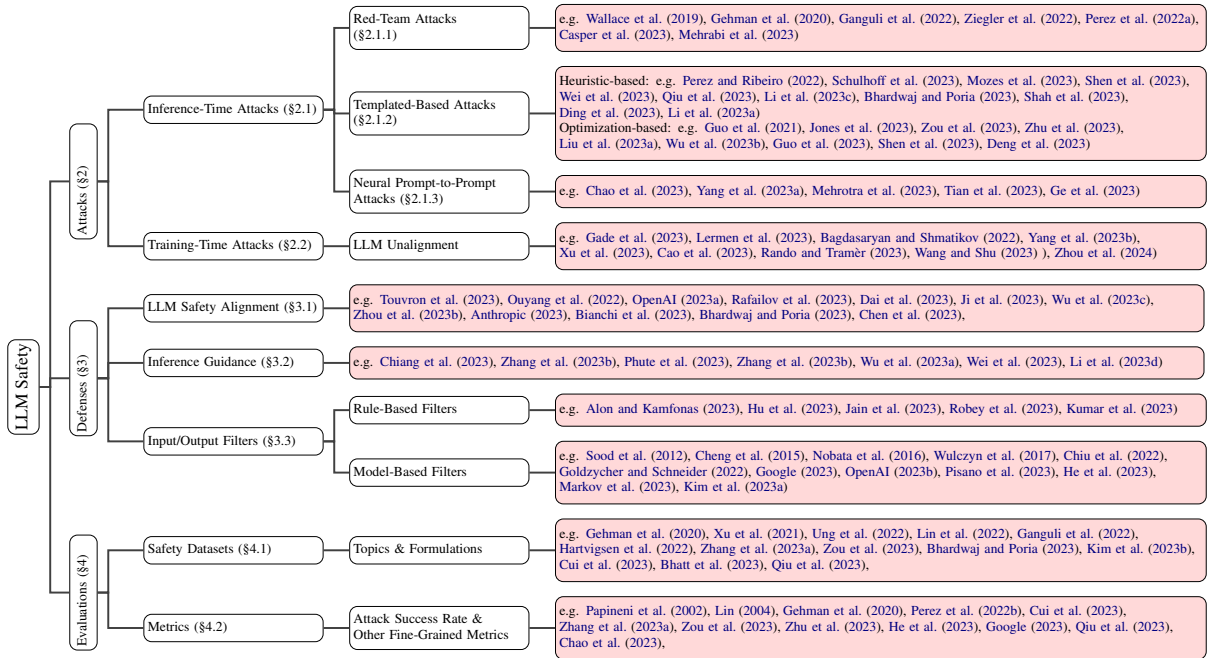 LLM Safety
Attacks (§2)
Inference-Time Attacks (§2.1)
Red-Team Attacks
(§2.1.1)
e.g. Wallace et al. (2019), Gehman et al. (2020), Ganguli et al. (2022), Ziegler et al. (2022), Perez et al. (2022a),
Casper et al. (2023), Mehrabi et al. (2023)
Templated-Based Attacks
(§2.1.2)
Heuristic-based: e.g. Perez and Ribeiro (2022), Schulhoff et al. (2023), Mozes et al. (2023), Shen et al. (2023),
Wei et al. (2023), Qiu et al. (2023), Li et al. (2023c), Bhardwaj and Poria (2023), Shah et al. (2023),
Ding et al. (2023), Li et al. (2023a)
Optimization-based: e.g. Guo et al. (2021), Jones et al. (2023), Zou et al. (2023), Zhu et al. (2023),
Liu et al. (2023a), Wu et al. (2023b), Guo et al. (2023), Shen et al. (2023), Deng et al. (2023)
Neural Prompt-to-Prompt
Attacks (§2.1.3)
e.g. Chao et al. (2023), Yang et al. (2023a), Mehrotra et al. (2023), Tian et al. (2023), Ge et al. (2023)
Training-Time Attacks (§2.2)
LLM Unalignment
e.g. Gade et al. (2023), Lermen et al. (2023), Bagdasaryan and Shmatikov (2022), Yang et al. (2023b),
Xu et al. (2023), Cao et al. (2023), Rando and Tramèr (2023), Wang and Shu (2023) ), Zhou et al. (2024)
Defenses (§3)
LLM Safety Alignment (§3.1)
e.g. Touvron et al. (2023), Ouyang et al. (2022), OpenAI (2023a), Rafailov et al. (2023), Dai et al. (2023), Ji et al. (2023), Wu et al. (2023c),
Zhou et al. (2023b), Anthropic (2023), Bianchi et al. (2023), Bhardwaj and Poria (2023), Chen et al. (2023),
Inference Guidance (§3.2)
e.g. Chiang et al. (2023), Zhang et al. (2023b), Phute et al. (2023), Zhang et al. (2023b), Wu et al. (2023a), Wei et al. (2023), Li et al. (2023d)
Input/Output Filters (§3.3)
Rule-Based Filters
e.g. Alon and Kamfonas (2023), Hu et al. (2023), Jain et al. (2023), Robey et al. (2023), Kumar et al. (2023)
Model-Based Filters
e.g. Sood et al. (2012), Cheng et al. (2015), Nobata et al. (2016), Wulczyn et al. (2017), Chiu et al. (2022),
Goldzycher and Schneider (2022), Google (2023), OpenAI (2023b), Pisano et al. (2023), He et al. (2023),
Markov et al. (2023), Kim et al. (2023a)
Evaluations (§4)
Safety Datasets (§4.1)
Topics & Formulations
e.g. Gehman et al. (2020), Xu et al. (2021), Ung et al. (2022), Lin et al. (2022), Ganguli et al. (2022),
Hartvigsen et al. (2022), Zhang et al. (2023a), Zou et al. (2023), Bhardwaj and Poria (2023), Kim et al. (2023b),
Cui et al. (2023), Bhatt et al. (2023), Qiu et al. (2023),
Metrics (§4.2)
Attack Success Rate &
Other Fine-Grained Metrics
e.g. Papineni et al. (2002), Lin (2004), Gehman et al. (2020), Perez et al. (2022b), Cui et al. (2023),
Zhang et al. (2023a), Zou et al. (2023), Zhu et al. (2023), He et al. (2023), Google (2023), Qiu et al. (2023),
Chao et al. (2023),